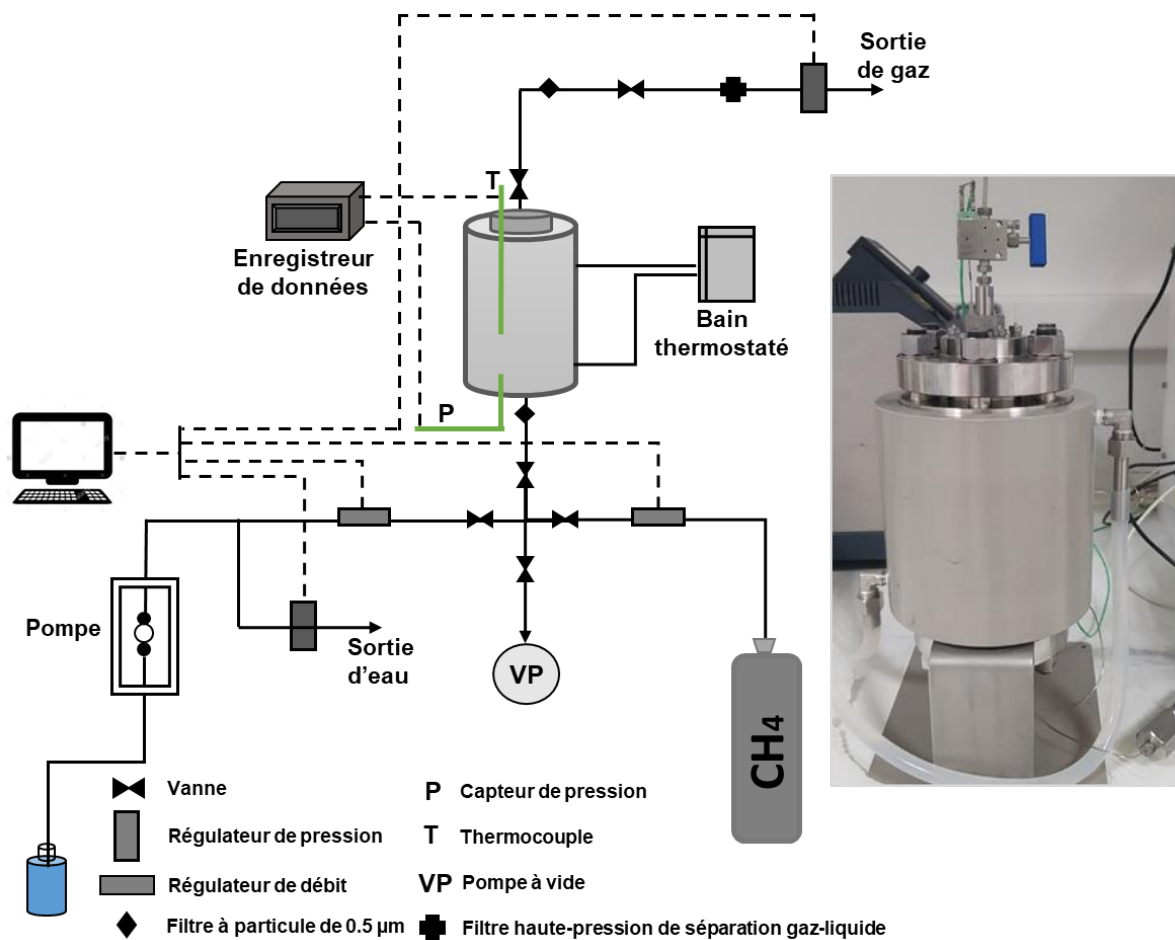 Sortie
de gaz
T
Enregistreur
de données
Bain
thermostaté
P
Pompe
Sortie
d'eau
VP
CH4
Vanne
P Capteur de pression
Régulateur de pression
T Thermocouple
Régulateur de débit
VP Pompe à vide
Filtre à particule de 0.5 µm
Filtre haute-pression de séparation gaz-liquide